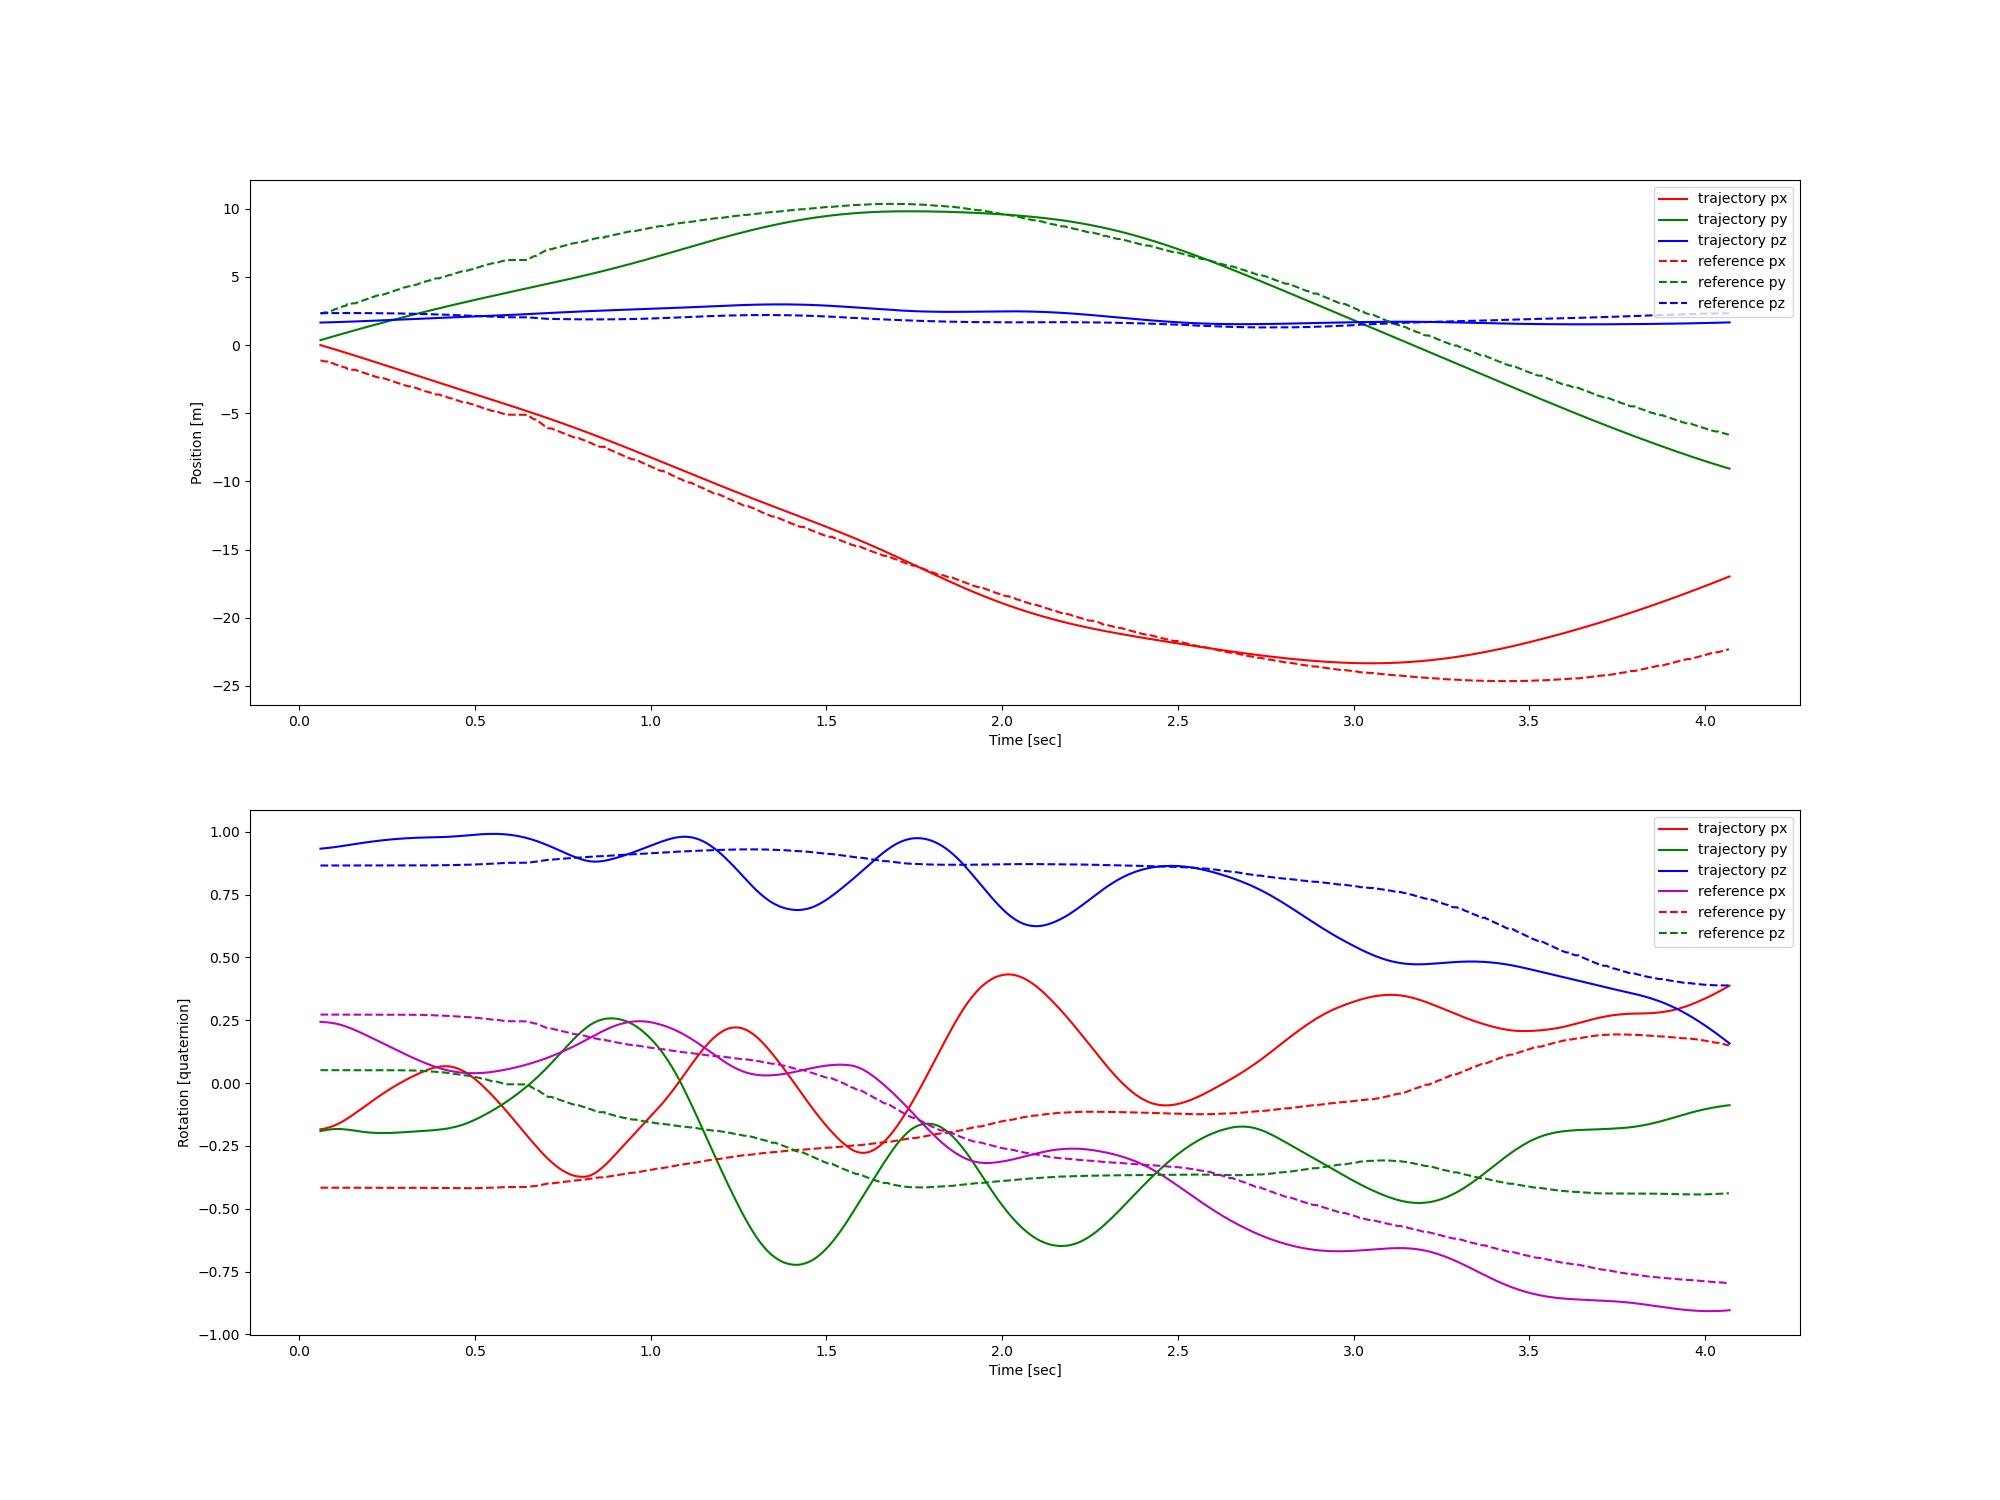 10
5
0
−5
−10
−15
−20
−25
Position [m]
0.0 0.5 1.0 1.5 2.0 2.5 3.0 3.5 4.0
Time [sec]
trajectory px
trajectory py
trajectory pz
reference px
reference py
reference pz
1.00
0.75
0.50
0.25
0.00
−0.25
−0.50
−0.75
−1.00
Rotation [quaternion]
0.0 0.5 1.0 1.5 2.0 2.5 3.0 3.5 4.0
Time [sec]
trajectory px
trajectory py
trajectory pz
reference px
reference py
reference pz